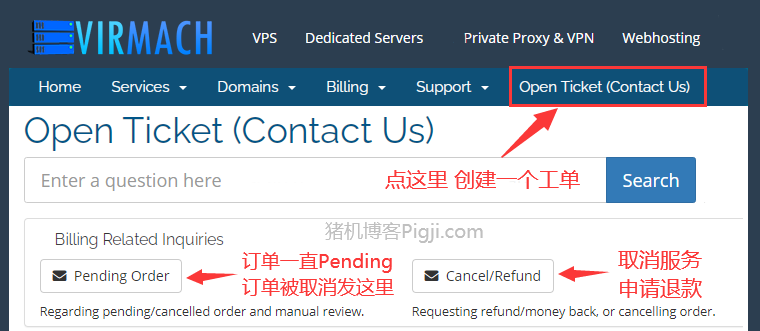 VIRMACH
VPS Dedicated Servers Private Proxy & VPN Webhosting
Home Services Domains Billing Support Open Ticket (Contact Us)
Open Ticket (Contact Us)
点这里 创建一个工单
Enter a question here Search
猪机博客Pigji.com
Billing Related Inquiries
Pending Order
订单一直Pending
订单被取消发这里
Cancel/Refund
取消服务
申请退款
Regarding pending/cancelled order and manual review.
Requesting refund/money back, or cancelling order.